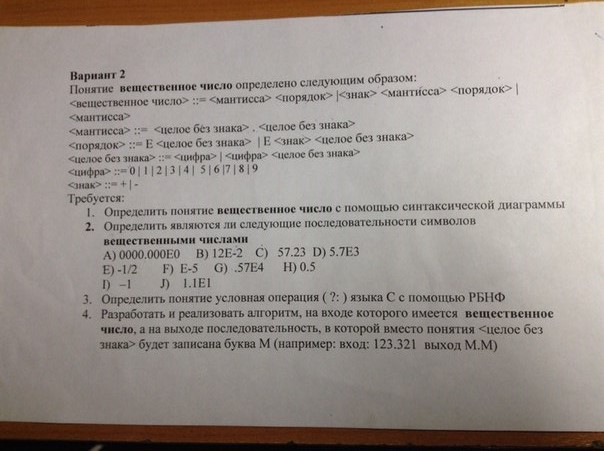 Вариант 2
Понятие вещественное число определено следующим образом:
<вещественное число> ::= <мантисса> <порядок> |<знак> <мантисса> <порядок> |
<мантисса>
<мантисса> ::= <целое без знака> . <целое без знака>
<порядок> ::= E <целое без знака> | E <знак> <целое без знака>
<целое без знака> ::= <цифра> | <цифра> <целое без знака>
<цифра> ::= 0 | 1 | 2 | 3 | 4 | 5 | 6 |7 | 8 | 9
<знак> ::= + | -
Требуется:
1. Определить понятие вещественное число с помощью синтаксической диаграммы
2. Определить являются ли следующие последовательности символов
вещественными числами
A) 0000.000E0 B) 12E-2 C) 57.23 D) 5.7E3
E) -1/2 F) E-5 G) .57E4 H) 0.5
I) –1 J) 1.1E1
3. Определить понятие условная операция ( ?: ) языка С с помощью РБНФ
4. Разработать и реализовать алгоритм, на входе которого имеется вещественное
число, а на выходе последовательность, в которой вместо понятия <целое без
знака> будет записана буква М (например: вход: 123.321 выход М.М)